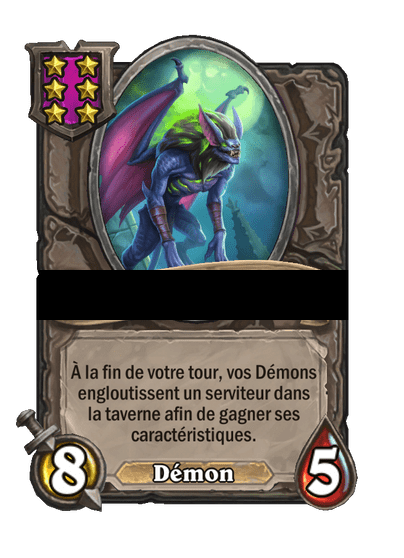 À la fin de votre tour, vos Démons
engloutissent un serviteur dans
la taverne afin de gagner ses
caractéristiques.
8
Démon
5